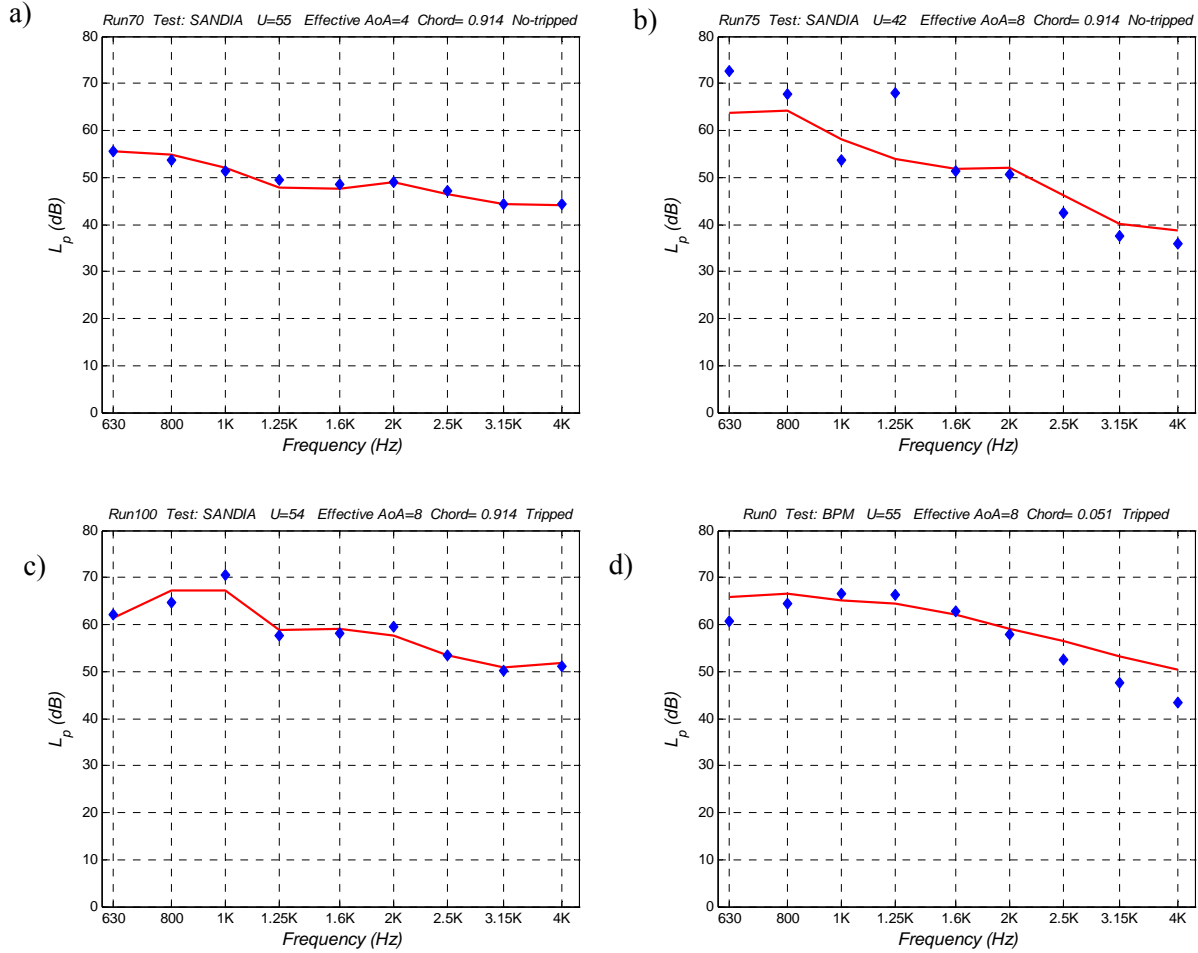 a)
Run70 Test: SANDIA U=55 Effective AoA=4 Chord= 0.914 No-tripped
80
70
60
50
40
30
20
10
0
L_p (dB)
630 800 1K 1.25K 1.6K 2K 2.5K 3.15K 4K
Frequency (Hz)
b)
Run75 Test: SANDIA U=42 Effective AoA=8 Chord= 0.914 No-tripped
80
70
60
50
40
30
20
10
0
L_p (dB)
630 800 1K 1.25K 1.6K 2K 2.5K 3.15K 4K
Frequency (Hz)
c)
Run100 Test: SANDIA U=54 Effective AoA=8 Chord= 0.914 Tripped
80
70
60
50
40
30
20
10
0
L_p (dB)
630 800 1K 1.25K 1.6K 2K 2.5K 3.15K 4K
Frequency (Hz)
d)
Run0 Test: BPM U=55 Effective AoA=8 Chord= 0.051 Tripped
80
70
60
50
40
30
20
10
0
L_p (dB)
630 800 1K 1.25K 1.6K 2K 2.5K 3.15K 4K
Frequency (Hz)